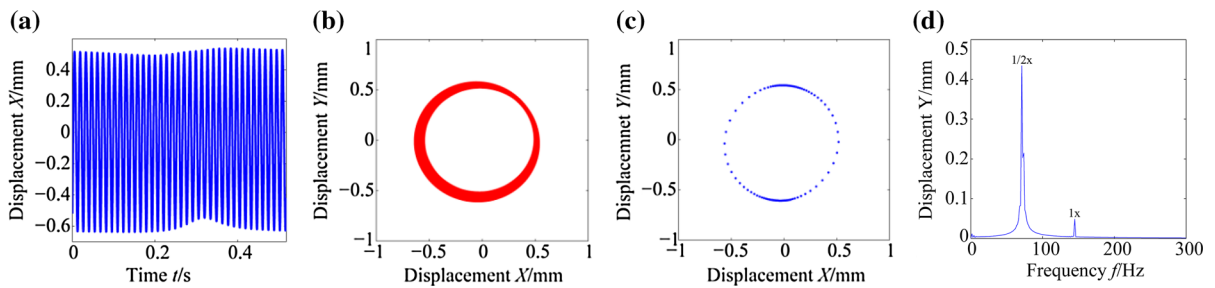 (a)
Displacement X/mm
0.4
0.2
0
−0.2
−0.4
−0.6
0
0.2
0.4
Time t/s
(b)
Displacement Y/mm
1
0.5
0
−0.5
−1
−1
−0.5
0
0.5
1
Displacement X/mm
(c)
Displacemnet Y/mm
1
0.5
0
−0.5
−1
−1
−0.5
0
0.5
1
Displacement X/mm
(d)
Displacement Y/mm
0.5
0.4
0.3
0.2
0.1
0
0
100
200
300
1/2x
1x
Frequency f/Hz